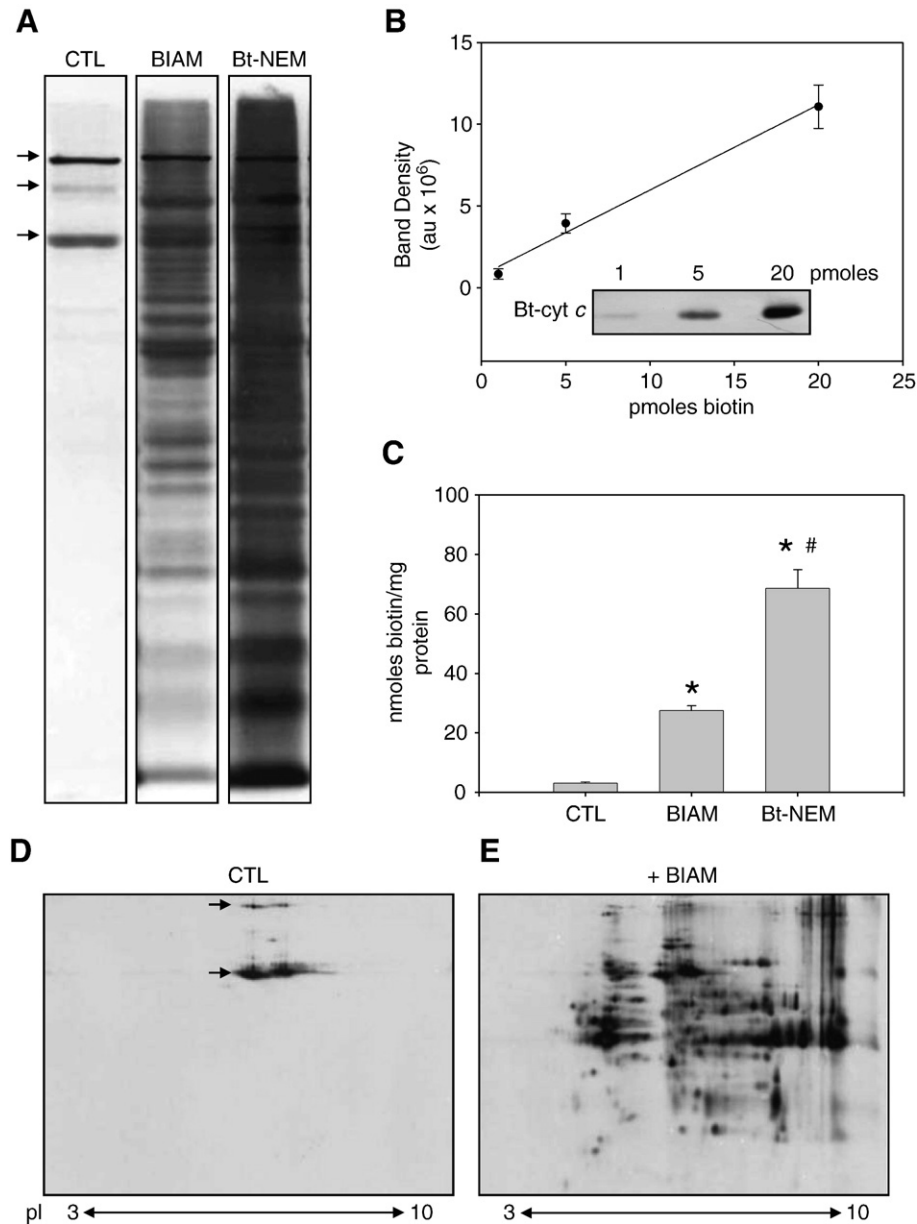 A
CTL BIAM Bt-NEM
B
15
10
5
0
Band Density
(au x 10⁶)
1 5 20 pmoles
Bt-cyt c
0 5 10 15 20 25
pmoles biotin
C
100
80
60
40
20
0
nmoles biotin/mg
protein
*
* #
CTL BIAM Bt-NEM
D
CTL
E
+ BIAM
pI 3 10
3 10